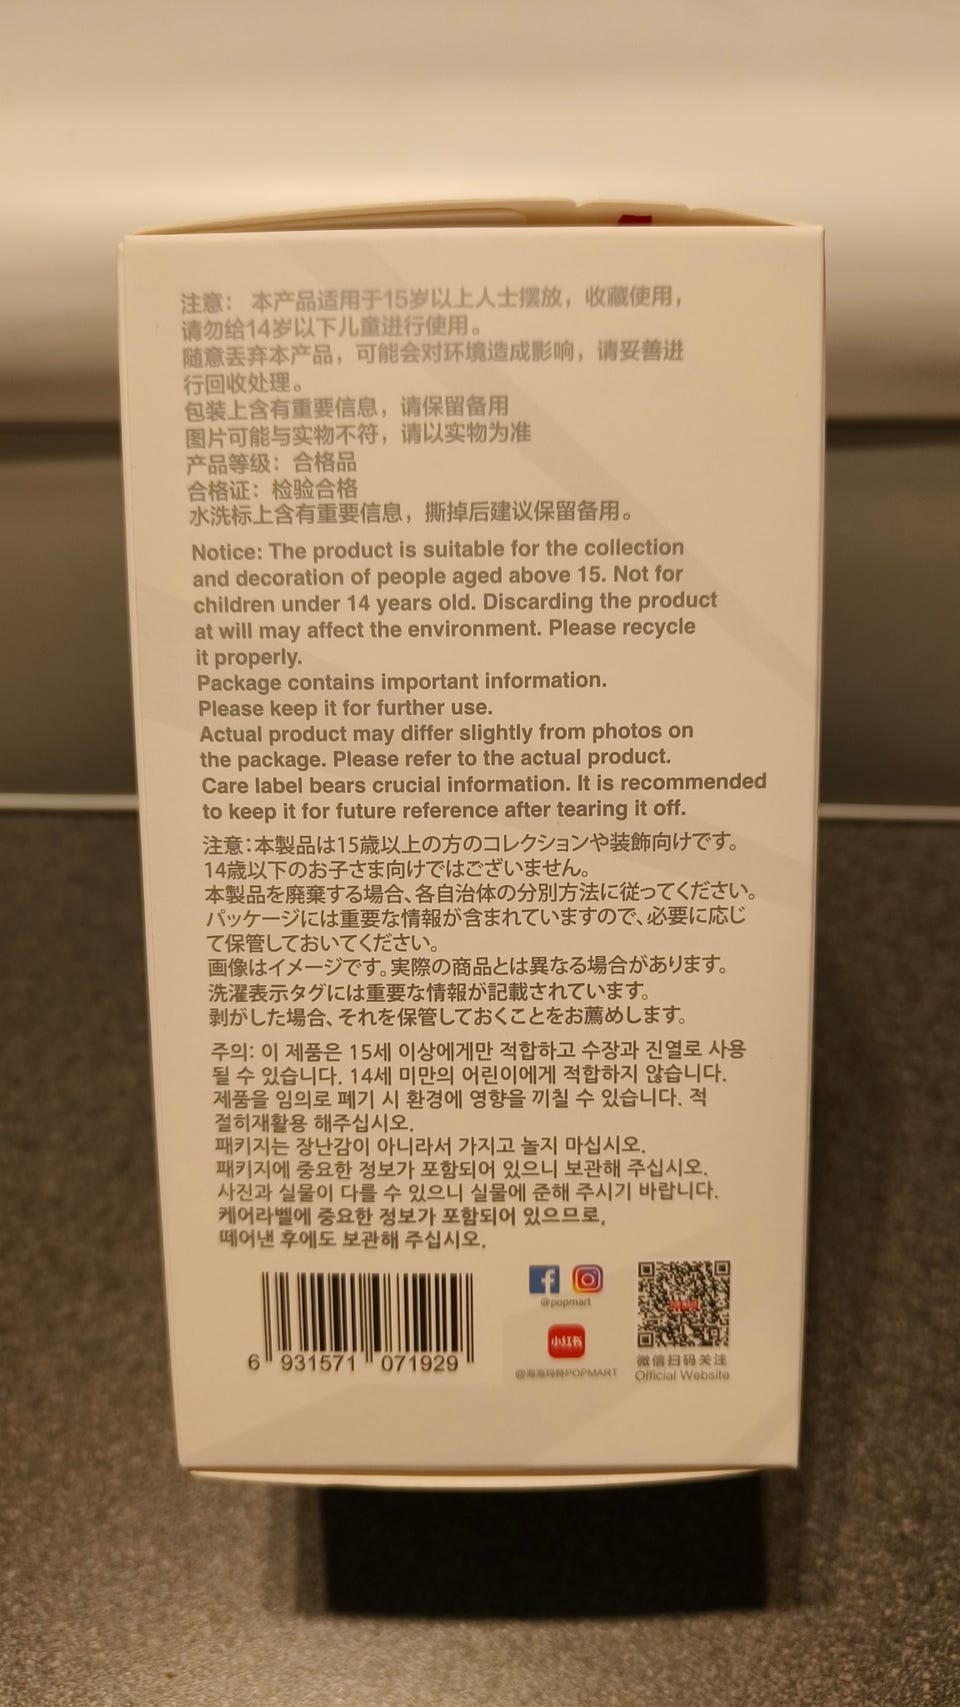 注意： 本产品适用于15岁以上人士摆放，收藏使用，
请勿给14岁以下儿童进行使用。
随意丢弃本产品，可能会对环境造成影响，请妥善进
行回收处理。
包装上含有重要信息，请保留备用
图片可能与实物不符，请以实物为准
产品等级：合格品
合格证：检验合格
水洗标上含有重要信息，撕掉后建议保留备用。
Notice: The product is suitable for the collection
and decoration of people aged above 15. Not for
children under 14 years old. Discarding the product
at will may affect the environment. Please recycle
it properly.
Package contains important information.
Please keep it for further use.
Actual product may differ slightly from photos on
the package. Please refer to the actual product.
Care label bears crucial information. It is recommended
to keep it for future reference after tearing it off.
注意：本製品は15歳以上の方のコレクションや装飾向けです。
14歳以下のお子さま向けではございません。
本製品を廃棄する場合、各自治体の分別方法に従ってください。
パッケージには重要な情報が含まれていますので、必要に応じ
て保管しておいてください。
画像はイメージです。実際の商品とは異なる場合があります。
洗濯表示タグには重要な情報が記載されています。
剥がした場合、それを保管しておくことをお薦めします。
주의: 이 제품은 15세 이상에게만 적합하고 수장과 진열로 사용
될 수 있습니다. 14세 미만의 어린이에게 적합하지 않습니다.
제품을 임의로 폐기 시 환경에 영향을 끼칠 수 있습니다. 적
절히재활용 해주십시오.
패키지는 장난감이 아니라서 가지고 놀지 마십시오.
패키지에 중요한 정보가 포함되어 있으니 보관해 주십시오.
사진과 실물이 다를 수 있으니 실물에 준해 주시기 바랍니다.
케어라벨에 중요한 정보가 포함되어 있으므로,
떼어낸 후에도 보관해 주십시오.
6 931571 071929
@popmart
小红书
@泡泡玛特POPMART
微信扫码关注
Official Website